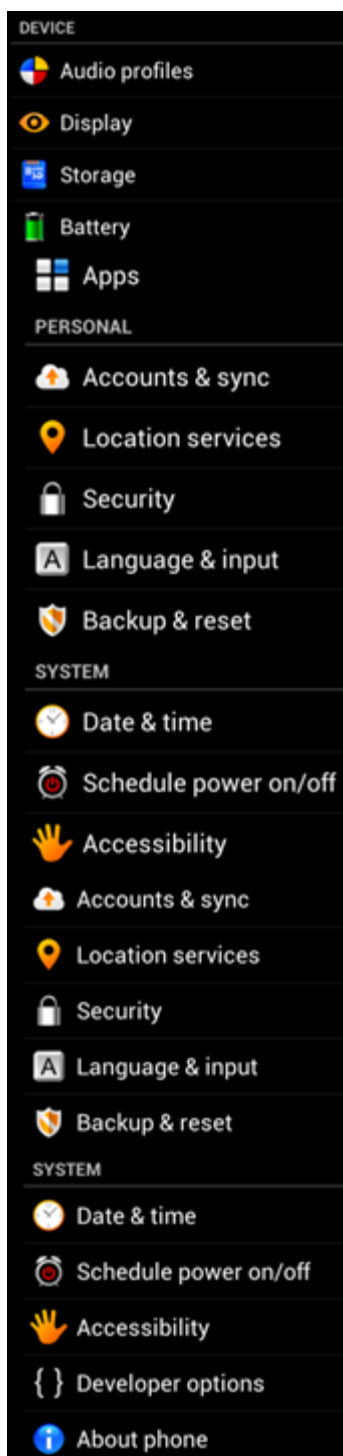 DEVICE
Audio profiles
Display
Storage
Battery
Apps
PERSONAL
Accounts & sync
Location services
Security
A Language & input
Backup & reset
SYSTEM
Date & time
Schedule power on/off
Accessibility
Accounts & sync
Location services
Security
A Language & input
Backup & reset
SYSTEM
Date & time
Schedule power on/off
Accessibility
{ } Developer options
About phone